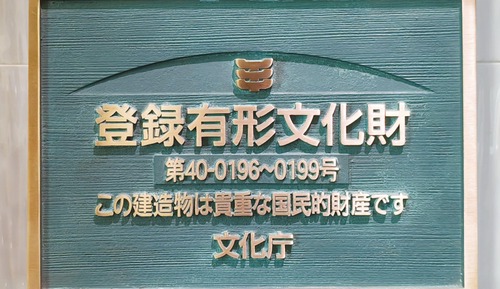 登録有形文化財
第40-0196~0199号
この建造物は貴重な国民的財産です
文化庁